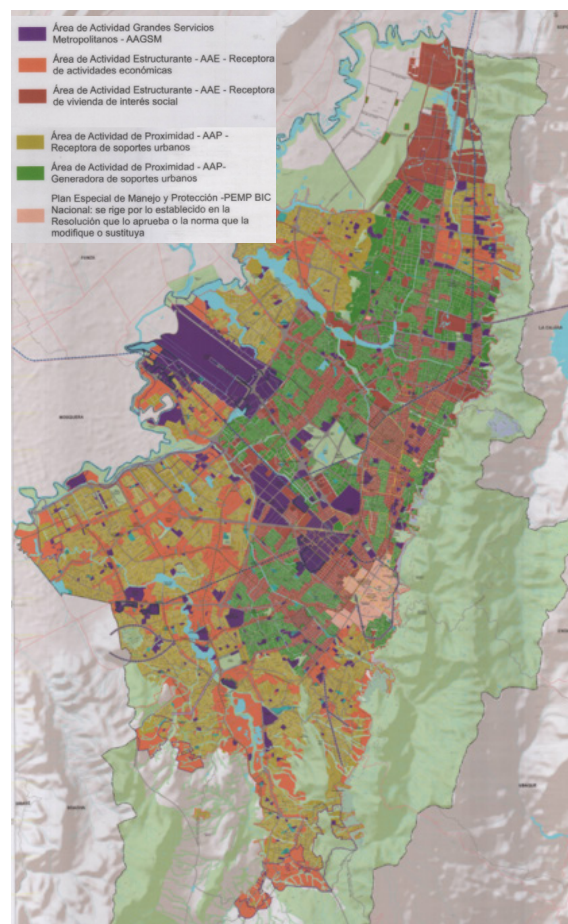 Área de Actividad Grandes Servicios
Metropolitanos - AAGSM
Área de Actividad Estructurante - AAE - Receptora
de actividades económicas
Área de Actividad Estructurante - AAE - Receptora
de vivienda de interés social
Área de Actividad de Proximidad - AAP -
Receptora de soportes urbanos
Área de Actividad de Proximidad - AAP-
Generadora de soportes urbanos
Plan Especial de Manejo y Protección -PEMP BIC
Nacional: se rige por lo establecido en la
Resolución que lo aprueba o la norma que la
modifique o sustituya
FUNZA
LA CALERA
MOSQUERA